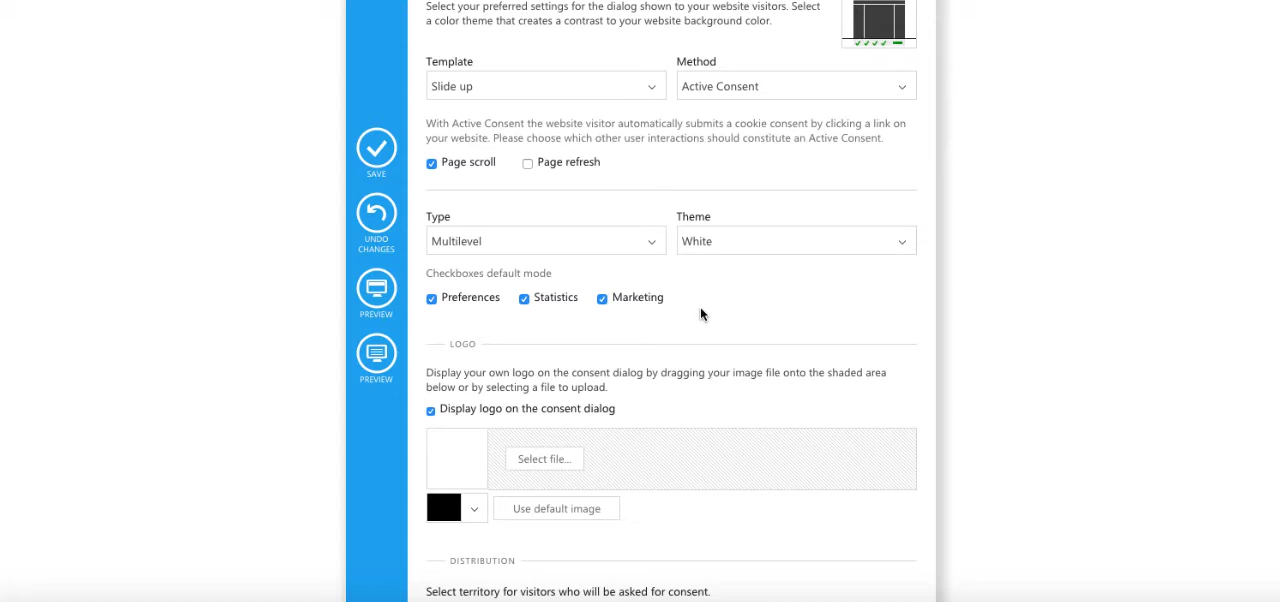 Select your preferred settings for the dialog shown to your website visitors. Select
a color theme that creates a contrast to your website background color.
Template
Method
Slide up
Active Consent
With Active Consent the website visitor automatically submits a cookie consent by clicking a link on
your website. Please choose which other user interactions should constitute an Active Consent.
Page scroll
Page refresh
SAVE
Type
Theme
Multilevel
White
UNDO
CHANGES
Checkboxes default mode
Preferences
Statistics
Marketing
PREVIEW
LOGO
Display your own logo on the consent dialog by dragging your image file onto the shaded area
below or by selecting a file to upload.
PREVIEW
Display logo on the consent dialog
Select file...
Use default image
DISTRIBUTION
Select territory for visitors who will be asked for consent.